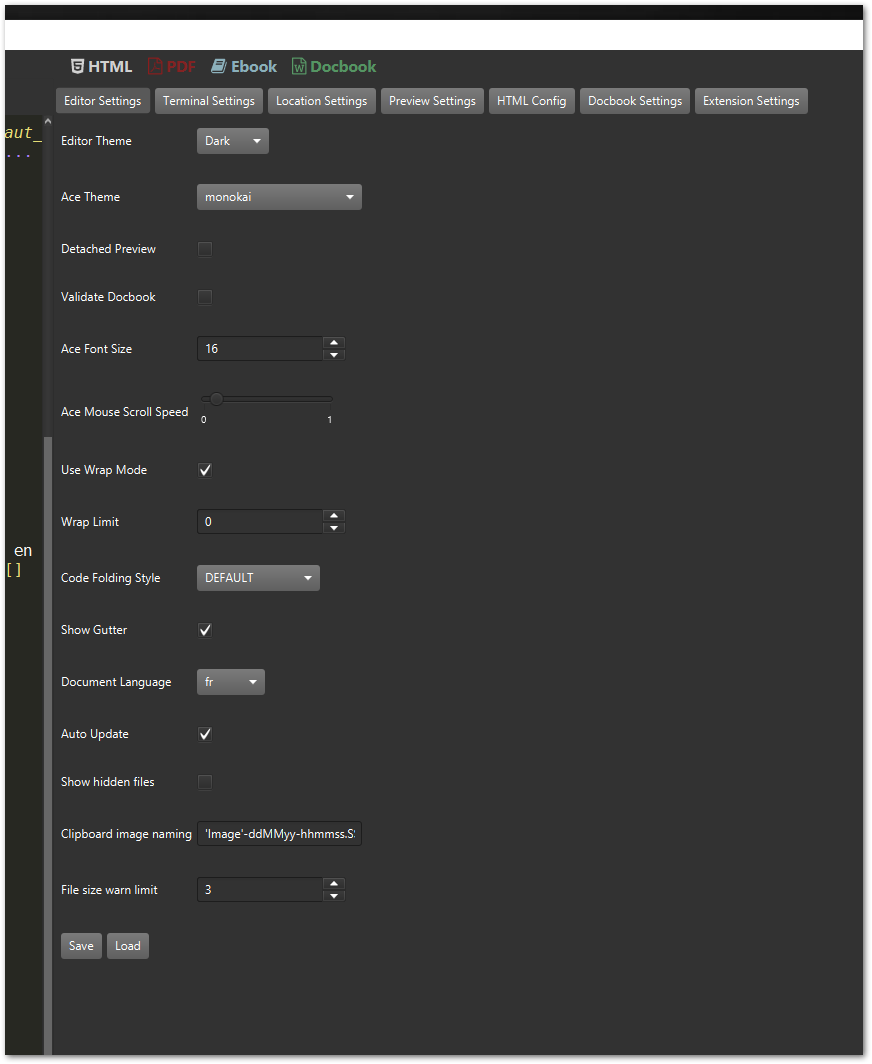 HTML PDF Ebook Docbook
Editor Settings Terminal Settings Location Settings Preview Settings HTML Config Docbook Settings Extension Settings
aut_
...
Editor Theme Dark
Ace Theme monokai
Detached Preview
Validate Docbook
Ace Font Size 16
Ace Mouse Scroll Speed
0 1
Use Wrap Mode
Wrap Limit 0
en
[]
Code Folding Style DEFAULT
Show Gutter
Document Language fr
Auto Update
Show hidden files
Clipboard image naming 'Image'-ddMMyy-hhmmss.S
File size warn limit 3
Save Load